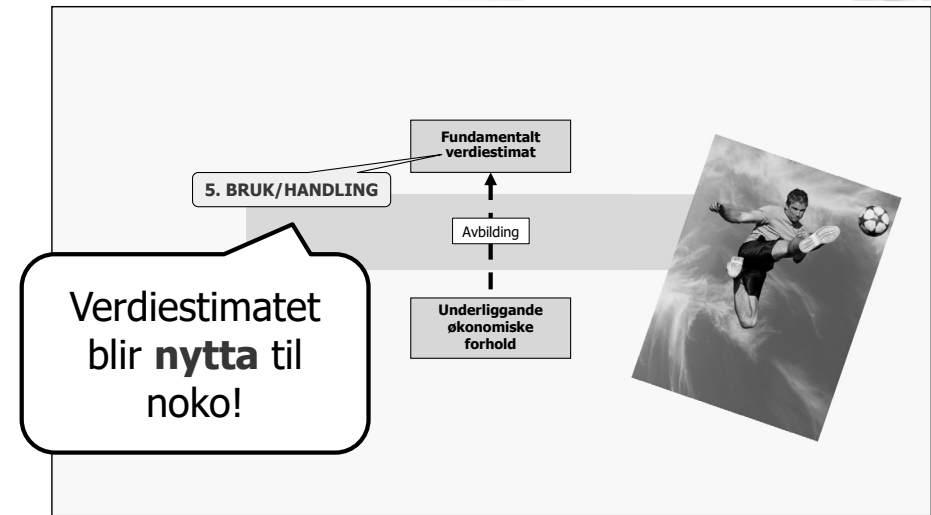 Fundamentalt
verdiestimat
5. BRUK/HANDLING
Avbilding
Verdiestimatet
blir nytta til
noko!
Underliggande
økonomiske
forhold